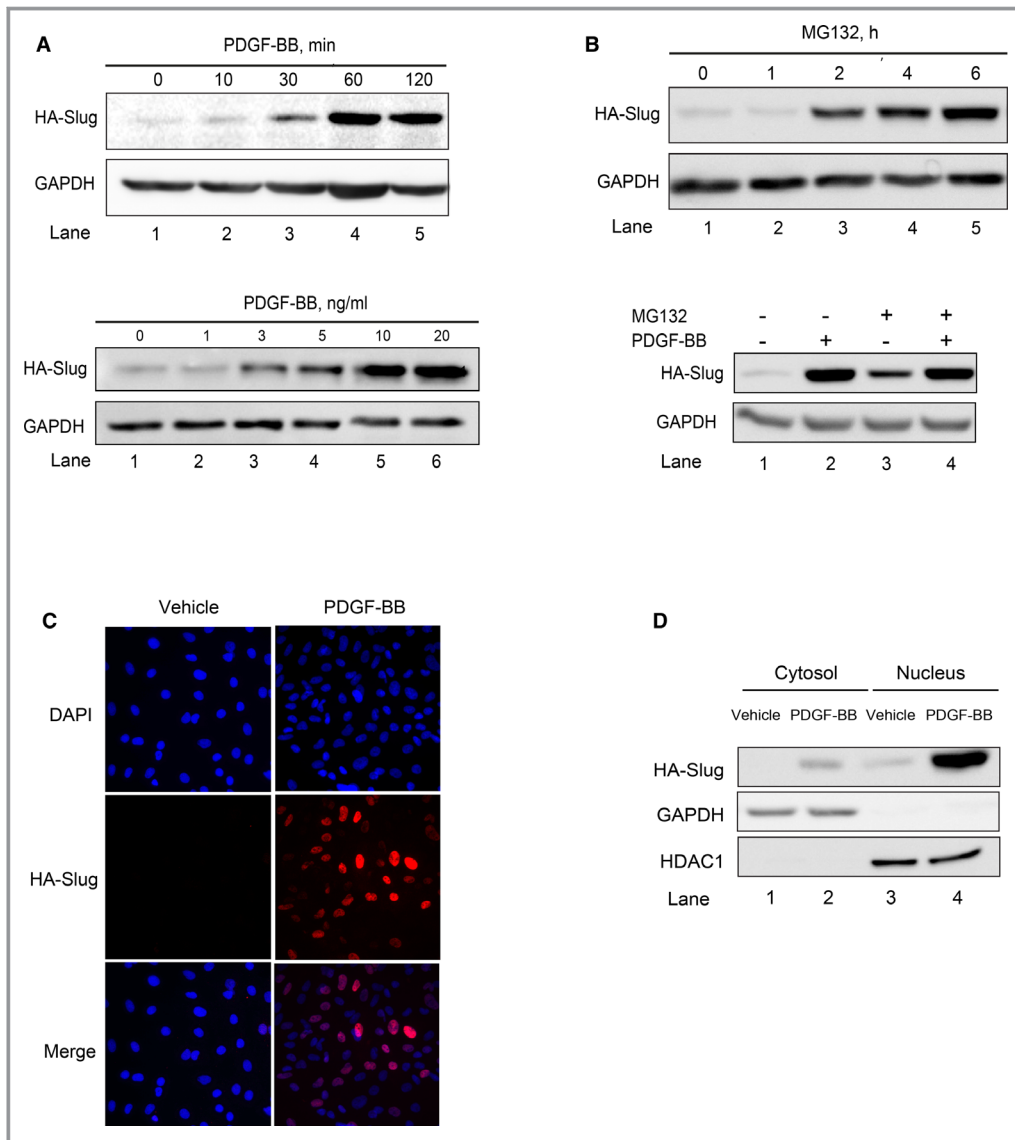 A
PDGF-BB, min
0 10 30 60 120
HA-Slug
GAPDH
Lane 1 2 3 4 5
PDGF-BB, ng/ml
0 1 3 5 10 20
HA-Slug
GAPDH
Lane 1 2 3 4 5 6
B
MG132, h
0 1 2 4 6
HA-Slug
GAPDH
Lane 1 2 3 4 5
MG132 - - + +
PDGF-BB - + - +
HA-Slug
GAPDH
Lane 1 2 3 4
C
Vehicle PDGF-BB
DAPI
HA-Slug
Merge
D
Cytosol Nucleus
Vehicle PDGF-BB Vehicle PDGF-BB
HA-Slug
GAPDH
HDAC1
Lane 1 2 3 4